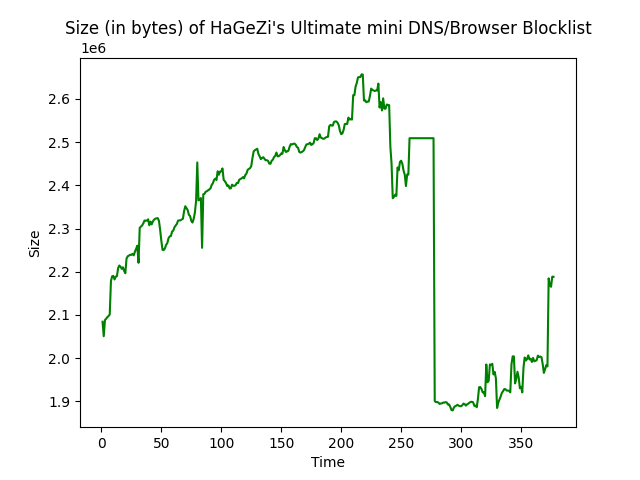 Size (in bytes) of HaGeZi's Ultimate mini DNS/Browser Blocklist
1e6
2.6
2.5
2.4
2.3
2.2
2.1
2.0
1.9
Size
0 50 100 150 200 250 300 350
Time